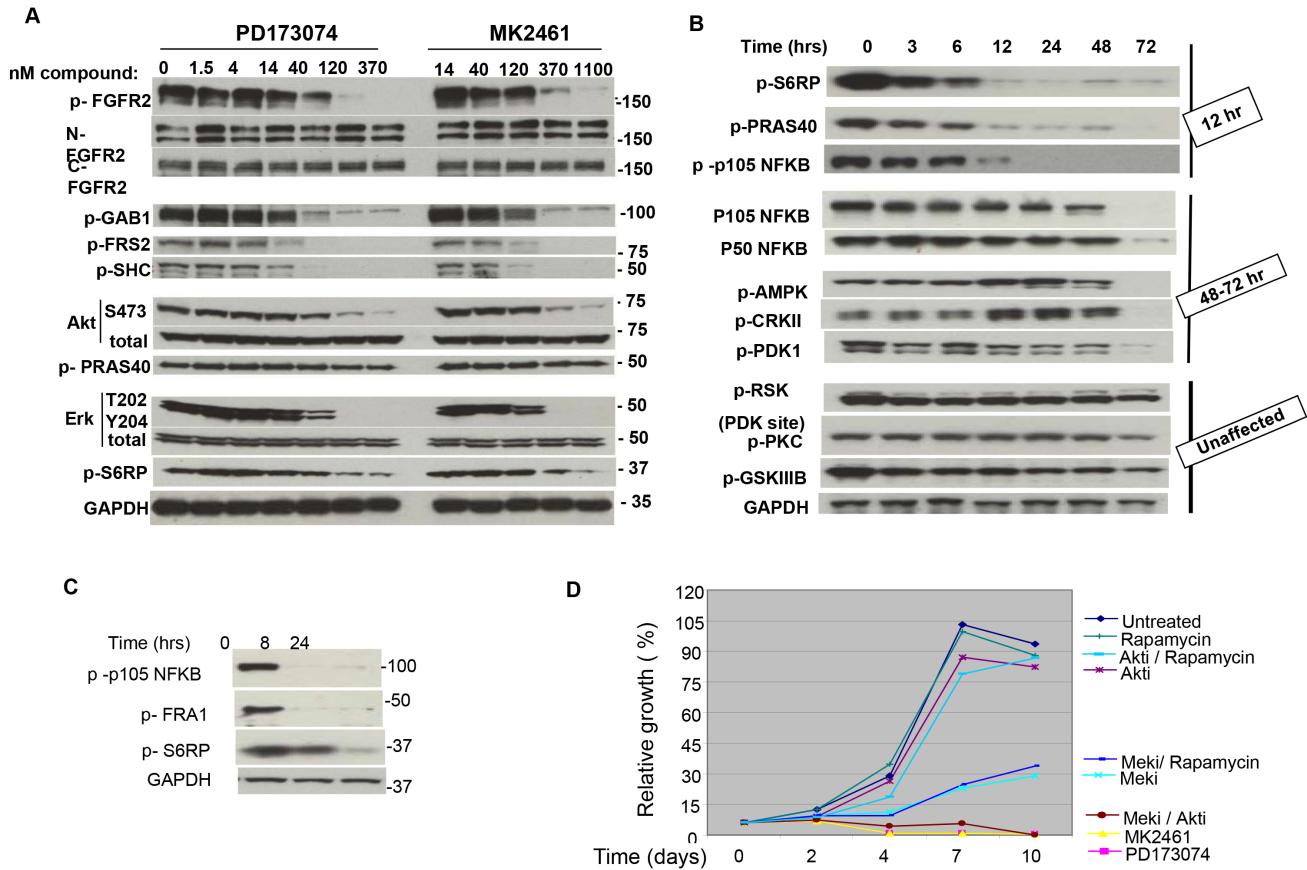 A
PD173074 MK2461
nM compound: 0 1.5 4 14 40 120 370 14 40 120 370 1100
p- FGFR2 -150
N-
FGFR2 -150
C-
FGFR2 -150
p-GAB1 -100
p-FRS2 - 75
p-SHC - 50
Akt S473 - 75
total - 75
p- PRAS40 - 50
Erk T202
Y204 - 50
total - 50
p-S6RP - 37
GAPDH - 35
B
Time (hrs) 0 3 6 12 24 48 72
p-S6RP
p-PRAS40
p -p105 NFKB
12 hr
P105 NFKB
P50 NFKB
p-AMPK
p-CRKII
p-PDK1
48-72 hr
p-RSK
(PDK site)
p-PKC
p-GSKIIIB
GAPDH
Unaffected
C
Time (hrs) 0 8 24
p -p105 NFKB -100
p- FRA1 -50
p- S6RP -37
GAPDH -37
D
Relative growth ( %)
120
105
90
75
60
45
30
15
0
Time (days) 0 2 4 7 10
Untreated
Rapamycin
Akti / Rapamycin
Akti
Meki/ Rapamycin
Meki
Meki / Akti
MK2461
PD173074